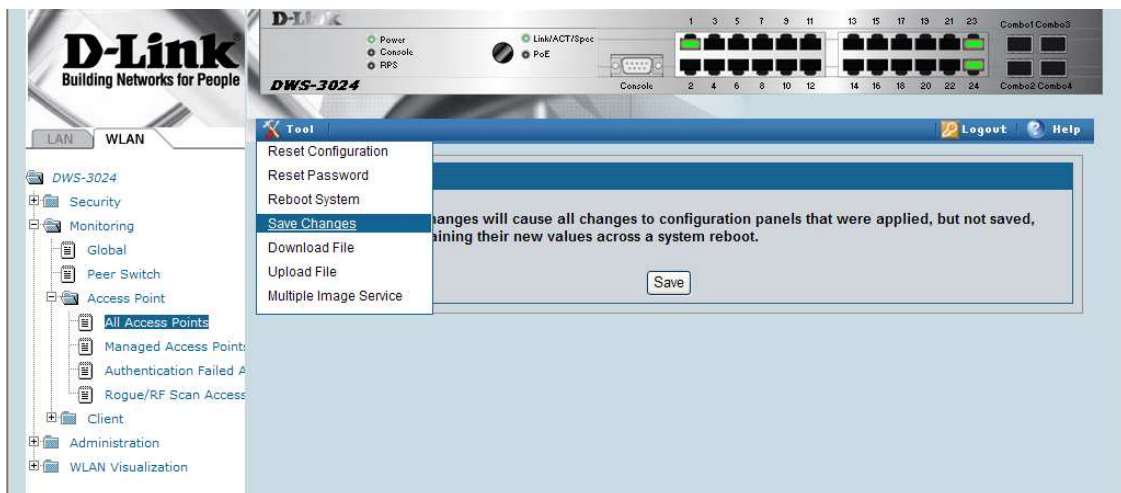 D-Link
Building Networks for People
D-Link
Power
Console
RPS
Link/ACT/Spec
PoE
DWS-3024
Console
1 3 5 7 9 11 13 15 17 19 21 23 Combo1 Combo3
2 4 6 8 10 12 14 16 18 20 22 24 Combo2 Combo4
LAN WLAN
Tool
Logout Help
DWS-3024
Security
Monitoring
Global
Peer Switch
Access Point
All Access Points
Managed Access Points
Authentication Failed A
Rogue/RF Scan Access
Client
Administration
WLAN Visualization
Reset Configuration
Reset Password
Reboot System
Save Changes
Download File
Upload File
Multiple Image Service
hanges will cause all changes to configuration panels that were applied, but not saved,
aining their new values across a system reboot.
Save